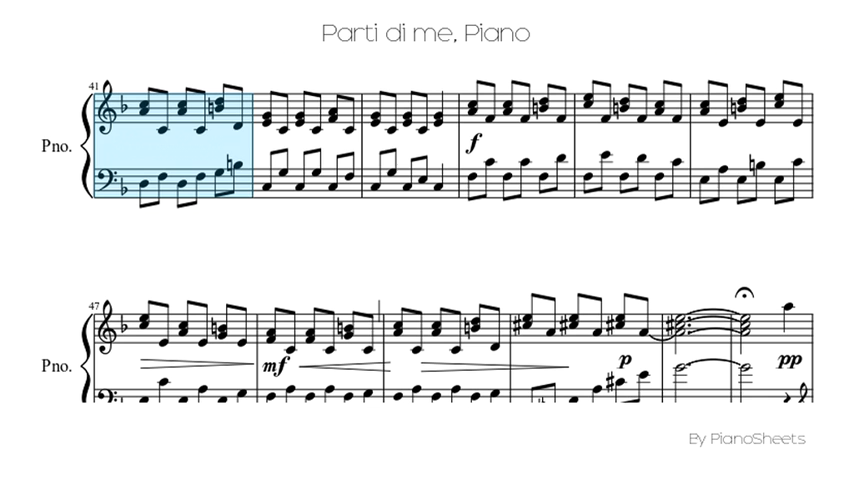 Parti di me, Piano
41
Pno.
f
47
Pno.
mf
p
pp
By PianoSheets